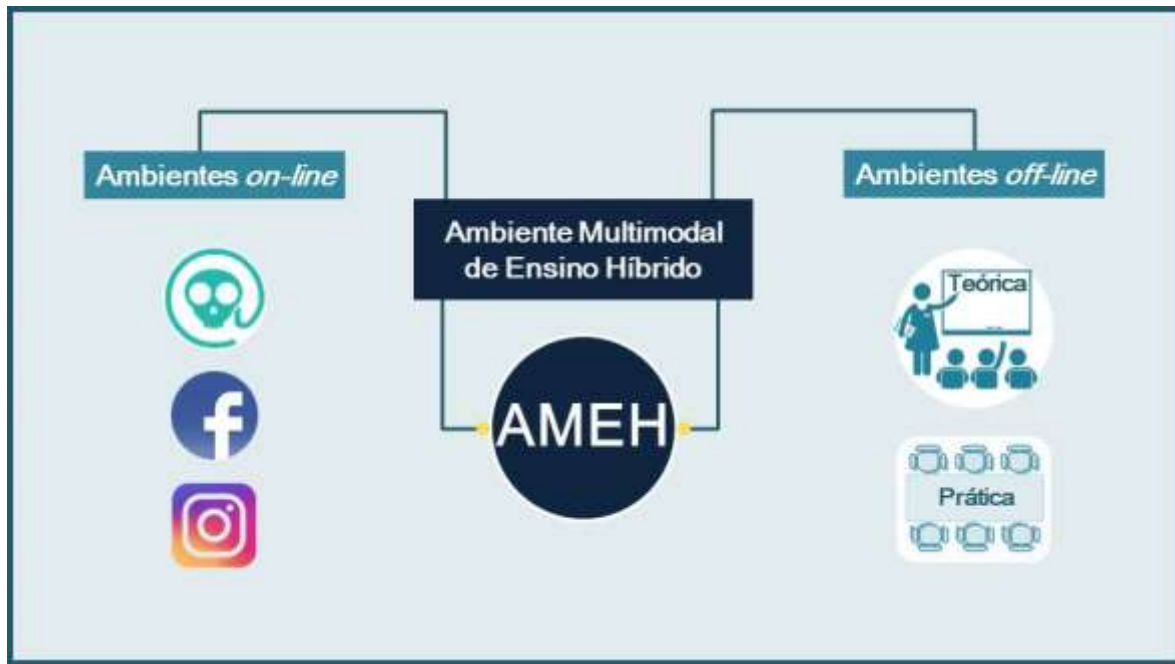 Ambientes on-line
Ambientes off-line
Ambiente Multimodal
de Ensino Híbrido
Teórica
AMEH
Prática